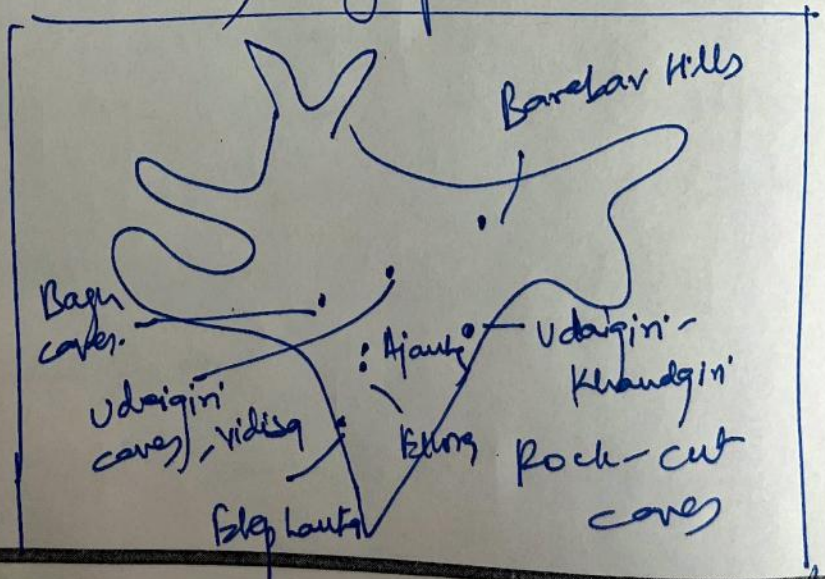 Barabar Hills
Bagh
caves.
Udaigiri
caves, Vidisa
Ajanta
Ellora
Elephanta
Udaigiri-
Khandgiri
Rock-cut
caves